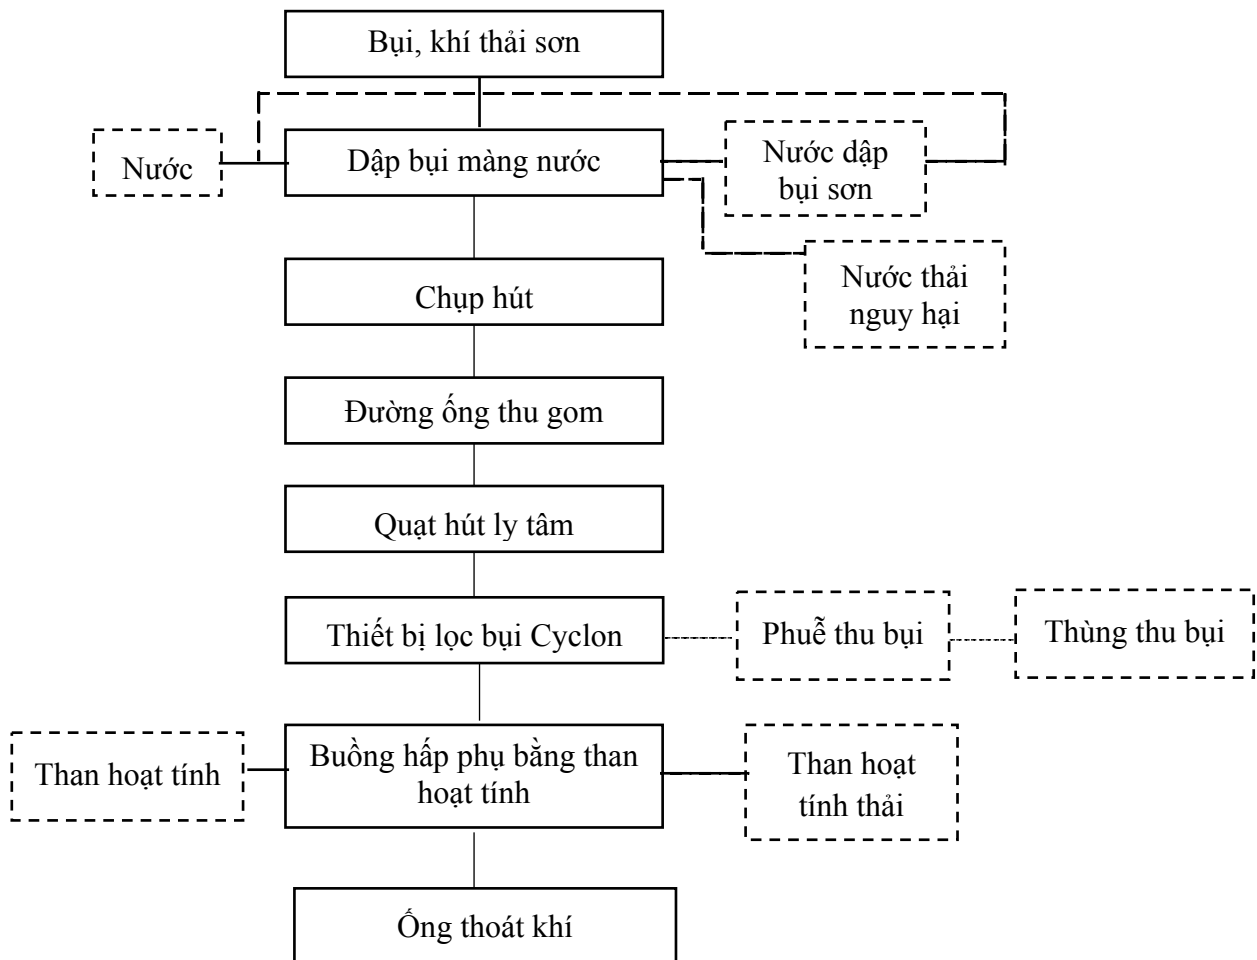 Bụi, khí thải sơn
Nước
Dập bụi màng nước
Nước dập
bụi sơn
Nước thải
nguy hại
Chụp hút
Đường ống thu gom
Quạt hút ly tâm
Thiết bị lọc bụi Cyclon
Phuễ thu bụi
Thùng thu bụi
Than hoạt tính
Buồng hấp phụ bằng than
hoạt tính
Than hoạt
tính thải
Ống thoát khí